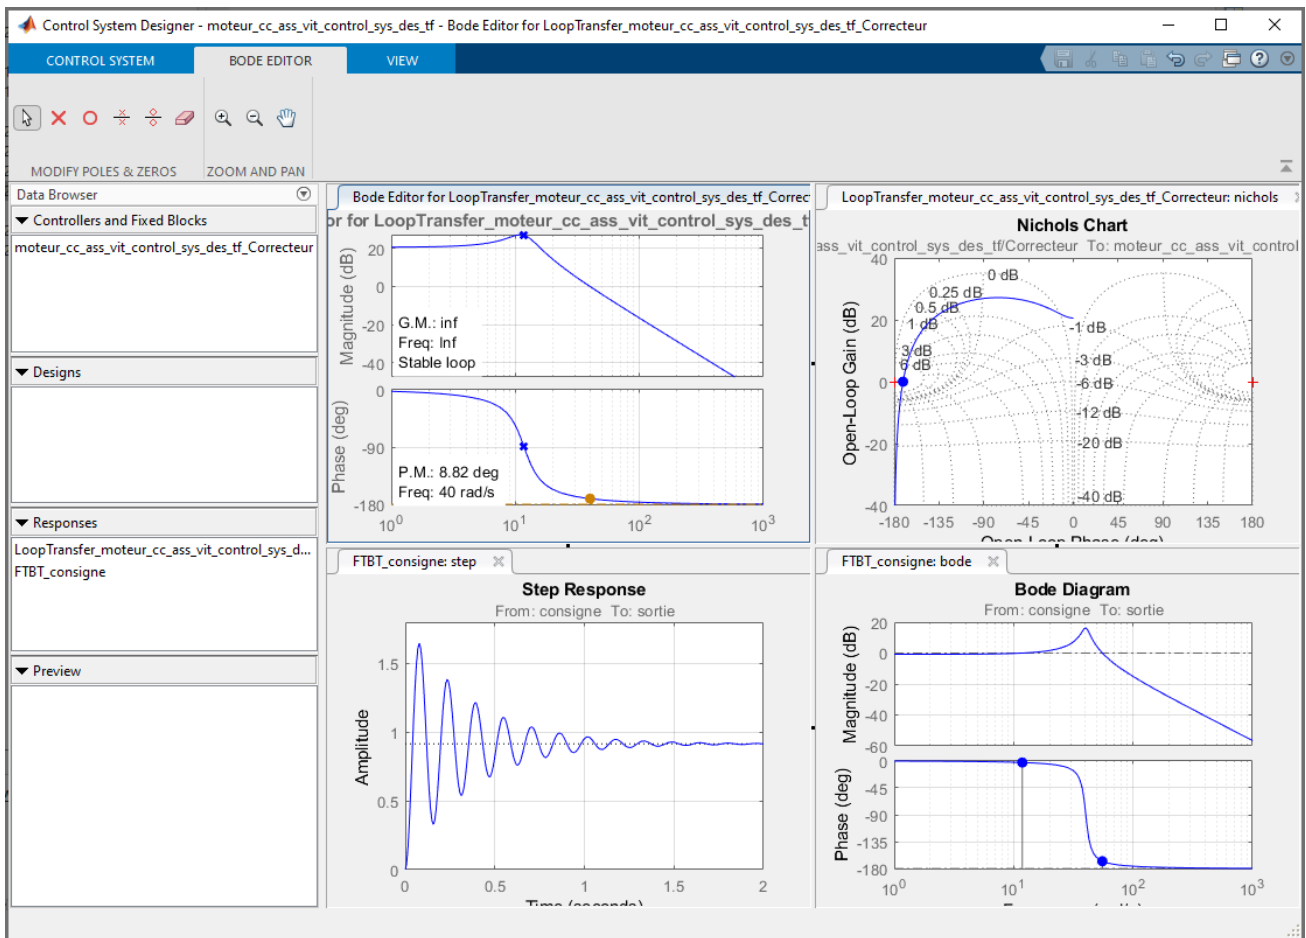 Control System Designer - moteur_cc_ass_vit_control_sys_des_tf - Bode Editor for LoopTransfer_moteur_cc_ass_vit_control_sys_des_tf_Correcteur
CONTROL SYSTEM
BODE EDITOR
VIEW
MODIFY POLES & ZEROS
ZOOM AND PAN
Data Browser
Controllers and Fixed Blocks
moteur_cc_ass_vit_control_sys_des_tf_Correcteur
Designs
Responses
LoopTransfer_moteur_cc_ass_vit_control_sys_d...
FTBT_consigne
Preview
Bode Editor for LoopTransfer_moteur_cc_ass_vit_control_sys_des_tf_Correc
or for LoopTransfer_moteur_cc_ass_vit_control_sys_des_t
Magnitude (dB)
20
0
-20
-40
G.M.: inf
Freq: Inf
Stable loop
Phase (deg)
0
-90
-180
P.M.: 8.82 deg
Freq: 40 rad/s
10^0 10^1 10^2 10^3
LoopTransfer_moteur_cc_ass_vit_control_sys_des_tf_Correcteur: nichols
Nichols Chart
ass_vit_control_sys_des_tf/Correcteur To: moteur_cc_ass_vit_control
Open-Loop Gain (dB)
40
20
0
-20
-40
0 dB
0.25 dB
0.5 dB
1 dB
3 dB
6 dB
-1 dB
-3 dB
-6 dB
-12 dB
-20 dB
-40 dB
-180 -135 -90 -45 0 45 90 135 180
Open-Loop Phase (deg)
FTBT_consigne: step
Step Response
From: consigne To: sortie
Amplitude
1.5
1
0.5
0
0 0.5 1 1.5 2
Time (seconds)
FTBT_consigne: bode
Bode Diagram
From: consigne To: sortie
Magnitude (dB)
20
0
-20
-40
-60
Phase (deg)
0
-45
-90
-135
-180
10^0 10^1 10^2 10^3